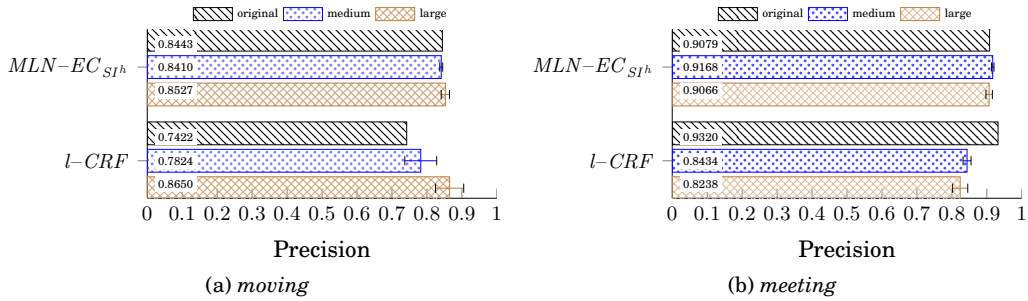 original medium large
MLN–EC_{SI^h}
0.8443
0.8410
0.8527
l–CRF
0.7422
0.7824
0.8650
0 0.1 0.2 0.3 0.4 0.5 0.6 0.7 0.8 0.9 1
Precision
(a) moving
original medium large
MLN–EC_{SI^h}
0.9079
0.9168
0.9066
l–CRF
0.9320
0.8434
0.8238
0 0.1 0.2 0.3 0.4 0.5 0.6 0.7 0.8 0.9 1
Precision
(b) meeting